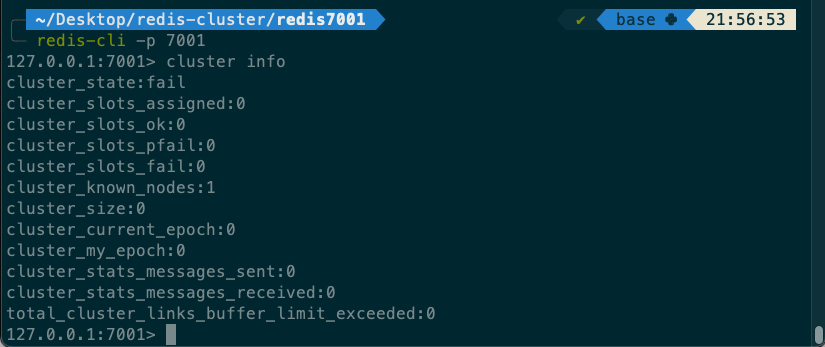 ~/Desktop/redis-cluster/redis7001 ✔ base 21:56:53
redis-cli -p 7001
127.0.0.1:7001> cluster info
cluster_state:fail
cluster_slots_assigned:0
cluster_slots_ok:0
cluster_slots_pfail:0
cluster_slots_fail:0
cluster_known_nodes:1
cluster_size:0
cluster_current_epoch:0
cluster_my_epoch:0
cluster_stats_messages_sent:0
cluster_stats_messages_received:0
total_cluster_links_buffer_limit_exceeded:0
127.0.0.1:7001>